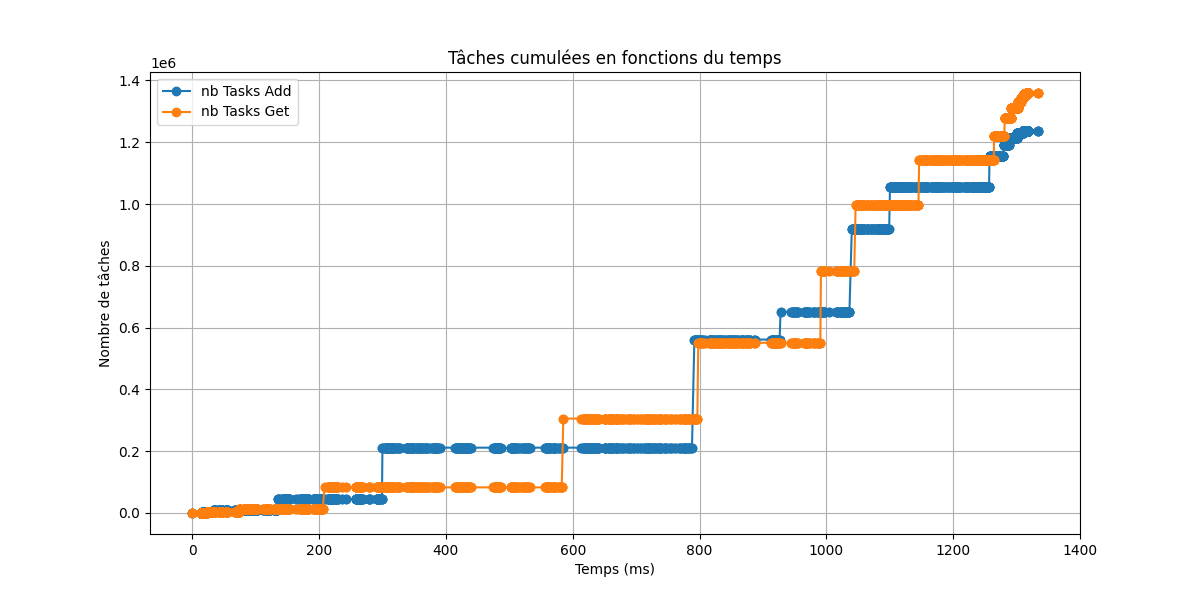 Tâches cumulées en fonctions du temps
1e6
nb Tasks Add
nb Tasks Get
1.4
1.2
1.0
0.8
0.6
0.4
0.2
0.0
Nombre de tâches
0 200 400 600 800 1000 1200 1400
Temps (ms)